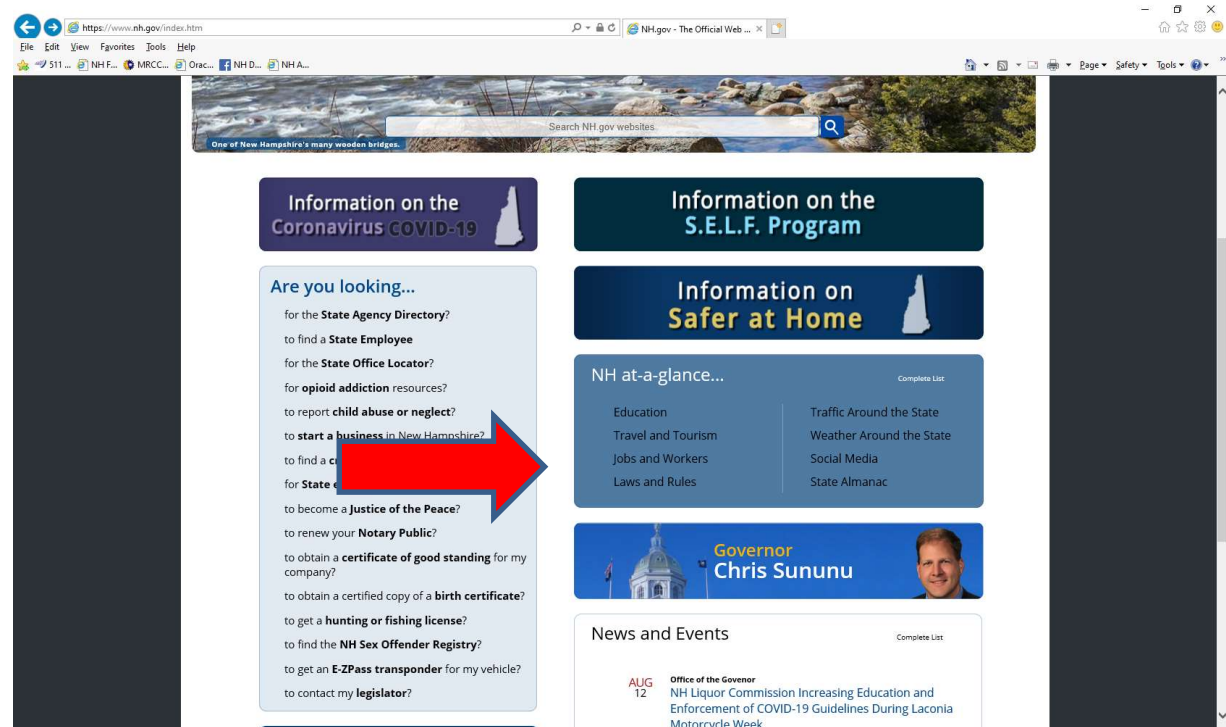 https://www.nh.gov/index.htm
NH.gov - The Official Web ...
File Edit View Favorites Tools Help
511 ... NH F... MRCC... Orac... NH D... NH A...
Page Safety Tools
Search NH.gov websites
One of New Hampshire's many wooden bridges.
Information on the
Coronavirus COVID-19
Are you looking...
for the State Agency Directory?
to find a State Employee
for the State Office Locator?
for opioid addiction resources?
to report child abuse or neglect?
to start a business in New Hampshire?
to find a
for State
to become a Justice of the Peace?
to renew your Notary Public?
to obtain a certificate of good standing for my
company?
to obtain a certified copy of a birth certificate?
to get a hunting or fishing license?
to find the NH Sex Offender Registry?
to get an E-ZPass transponder for my vehicle?
to contact my legislator?
Information on the
S.E.L.F. Program
Information on
Safer at Home
NH at-a-glance...
Complete List
Education
Travel and Tourism
Jobs and Workers
Laws and Rules
Traffic Around the State
Weather Around the State
Social Media
State Almanac
Governor
Chris Sununu
News and Events
Complete List
AUG
12
Office of the Govenor
NH Liquor Commission Increasing Education and
Enforcement of COVID-19 Guidelines During Laconia
Motorcycle Week